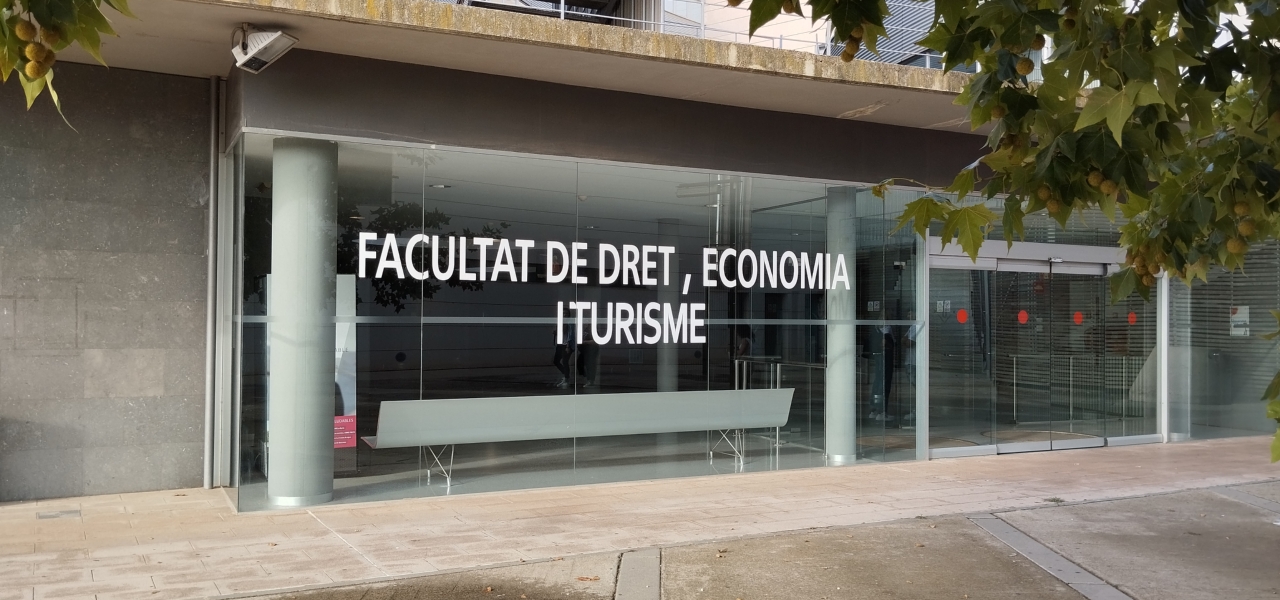 FACULTAT DE DRET , ECONOMIA
I TURISME